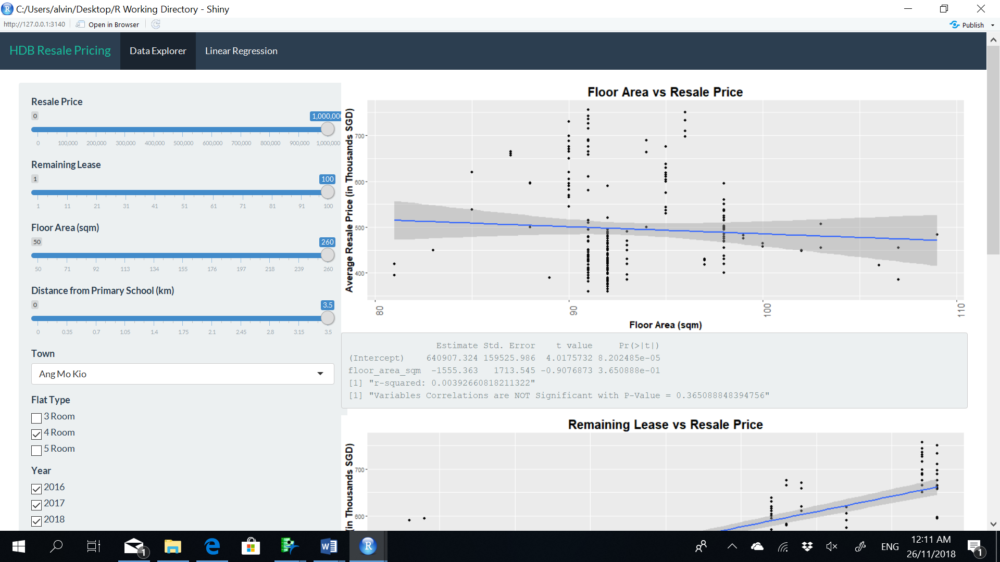 C:/Users/alvin/Desktop/R Working Directory - Shiny
http://127.0.0.1:3140 Open in Browser Publish
HDB Resale Pricing Data Explorer Linear Regression
Resale Price
0 1,000,000
0 100,000 200,000 300,000 400,000 500,000 600,000 700,000 800,000 900,000 1,000,000
Remaining Lease
1 100
1 11 21 31 41 51 61 71 81 91 100
Floor Area (sqm)
50 260
50 71 92 113 134 155 176 197 218 239 260
Distance from Primary School (km)
0 3.5
0 0.35 0.7 1.05 1.4 1.75 2.1 2.45 2.8 3.15 3.5
Town
Ang Mo Kio
Flat Type
3 Room
4 Room
5 Room
Year
2016
2017
2018
Floor Area vs Resale Price
Average Resale Price (in Thousands SGD)
700
600
500
400
80 90 100 110
Floor Area (sqm)
Estimate Std. Error t value Pr(>|t|)
(Intercept) 640907.324 159525.986 4.0175732 8.202485e-05
floor_area_sqm -1555.363 1713.545 -0.9076873 3.650888e-01
[1] "r-squared: 0.00392660818211322"
[1] "Variables Correlations are NOT Significant with P-Value = 0.365088848394756"
Remaining Lease vs Resale Price
(in Thousands SGD)
700
600
1
ENG
12:11 AM
26/11/2018
1